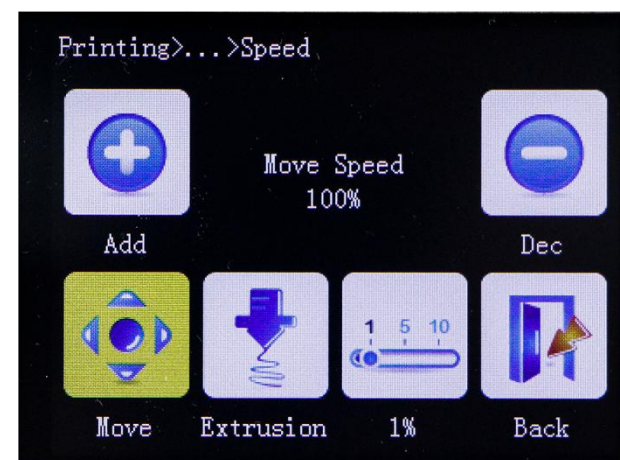 Printing>...>Speed
Move Speed
100%
Add
Dec
1 5 10
Move
Extrusion
1%
Back